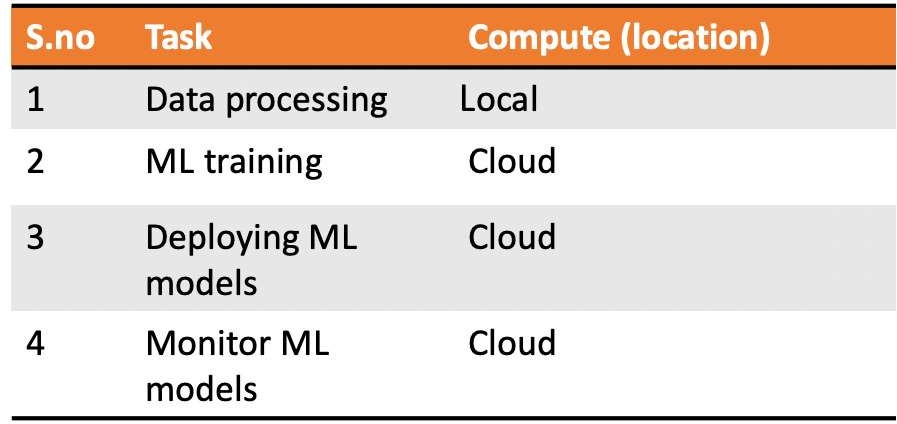 S.no Task Compute (location)
1 Data processing Local
2 ML training Cloud
3 Deploying ML Cloud
models
4 Monitor ML Cloud
models